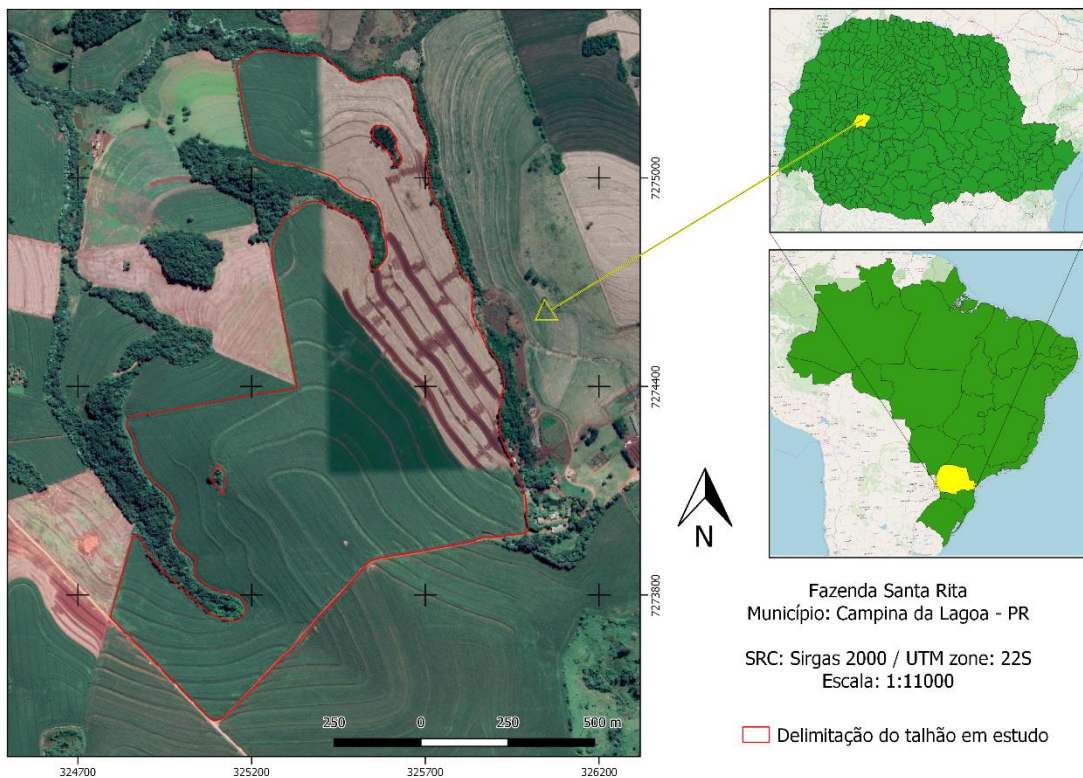 7275000
7274400
7273800
N
250 0 250 500 m
324700 325200 325700 326200
Fazenda Santa Rita
Município: Campina da Lagoa - PR
SRC: Sirgas 2000 / UTM zone: 22S
Escala: 1:11000
Delimitação do talhão em estudo